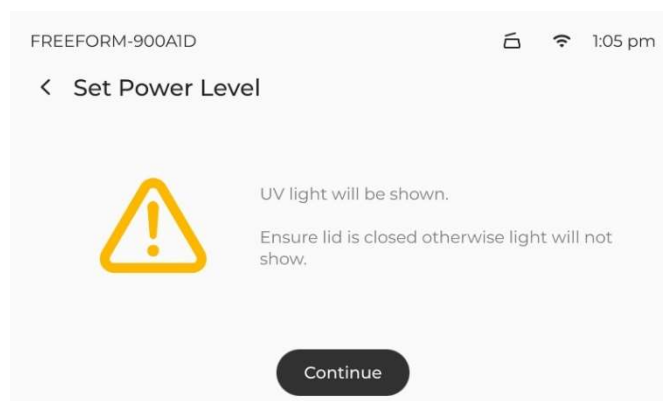 FREEFORM-900A1D
1:05 pm
Set Power Level
UV light will be shown.
Ensure lid is closed otherwise light will not
show.
Continue